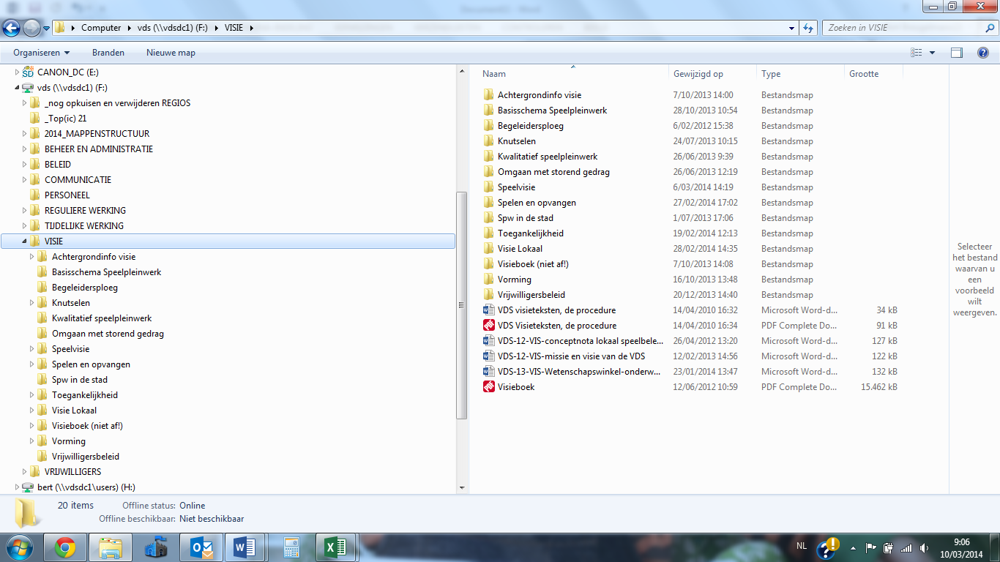 Computer vds (\\vdsdc1) (F:) VISIE
Zoeken in VISIE
Organiseren Branden Nieuwe map
CANON_DC (E:)
vds (\\vdsdc1) (F:)
_nog opkuisen en verwijderen REGIOS
_Top(ic) 21
2014_MAPPENSTRUCTUUR
BEHEER EN ADMINISTRATIE
BELEID
COMMUNICATIE
PERSONEEL
REGULIERE WERKING
TIJDELIJKE WERKING
VISIE
Achtergrondinfo visie
Basisschema Speelpleinwerk
Begeleidersploeg
Knutselen
Kwalitatief speelpleinwerk
Omgaan met storend gedrag
Speelvisie
Spelen en opvangen
Spw in de stad
Toegankelijkheid
Visie Lokaal
Visieboek (niet af!)
Vorming
Vrijwilligersbeleid
VRIJWILLIGERS
bert (\\vdsdc1\users) (H:)
Naam Gewijzigd op Type Grootte
Achtergrondinfo visie 7/10/2013 14:00 Bestandsmap
Basisschema Speelpleinwerk 28/10/2013 10:54 Bestandsmap
Begeleidersploeg 6/02/2012 15:38 Bestandsmap
Knutselen 24/07/2013 10:15 Bestandsmap
Kwalitatief speelpleinwerk 26/06/2013 9:39 Bestandsmap
Omgaan met storend gedrag 26/06/2013 12:19 Bestandsmap
Speelvisie 6/03/2014 14:19 Bestandsmap
Spelen en opvangen 27/02/2014 17:02 Bestandsmap
Spw in de stad 1/07/2013 17:06 Bestandsmap
Toegankelijkheid 19/02/2014 12:13 Bestandsmap
Visie Lokaal 28/02/2014 14:35 Bestandsmap
Visieboek (niet af!) 7/10/2013 14:08 Bestandsmap
Vorming 16/10/2013 13:48 Bestandsmap
Vrijwilligersbeleid 20/12/2013 14:40 Bestandsmap
VDS visieteksten, de procedure 14/04/2010 16:32 Microsoft Word-d... 34 kB
VDS Visieteksten, de procedure 14/04/2010 16:34 PDF Complete Do... 91 kB
VDS-12-VIS-conceptnota lokaal speelbele... 26/04/2012 13:20 Microsoft Word-d... 127 kB
VDS-12-VIS-missie en visie van de VDS 12/02/2013 14:56 Microsoft Word-d... 122 kB
VDS-13-VIS-Wetenschapswinkel-onderw... 23/01/2014 13:47 Microsoft Word-d... 132 kB
Visieboek 12/06/2012 10:59 PDF Complete Do... 15.462 kB
Selecteer
het bestand
waarvan u
een
voorbeeld
wilt
weergeven.
20 items Offline status: Online
Offline beschikbaar: Niet beschikbaar
NL
9:06
10/03/2014